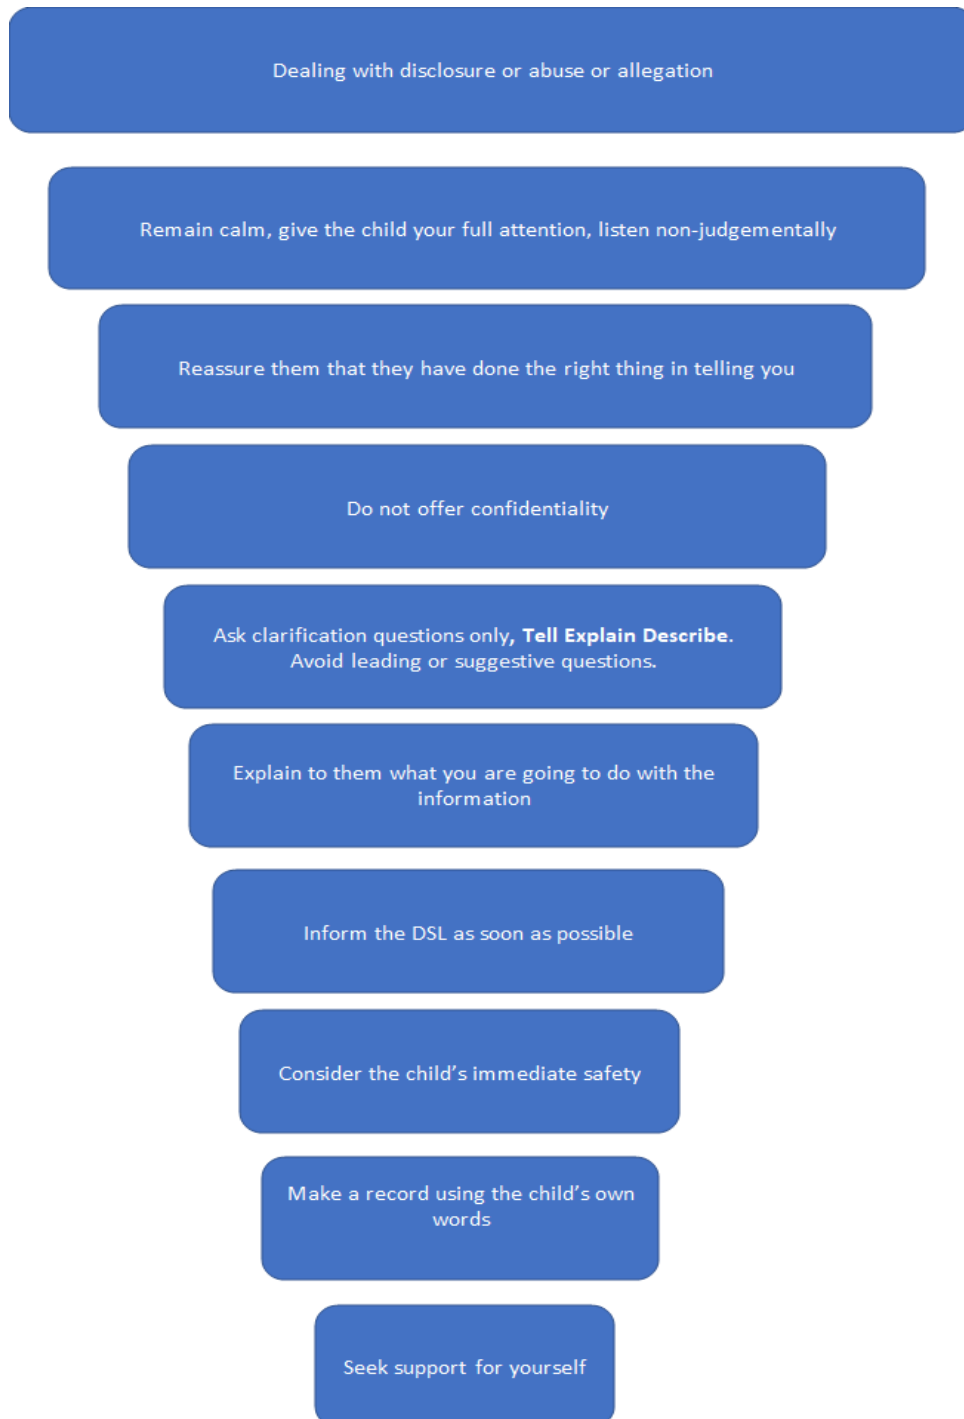 Dealing with disclosure or abuse or allegation
Remain calm, give the child your full attention, listen non-judgementally
Reassure them that they have done the right thing in telling you
Do not offer confidentiality
Ask clarification questions only, Tell Explain Describe.
Avoid leading or suggestive questions.
Explain to them what you are going to do with the
information
Inform the DSL as soon as possible
Consider the child’s immediate safety
Make a record using the child’s own
words
Seek support for yourself